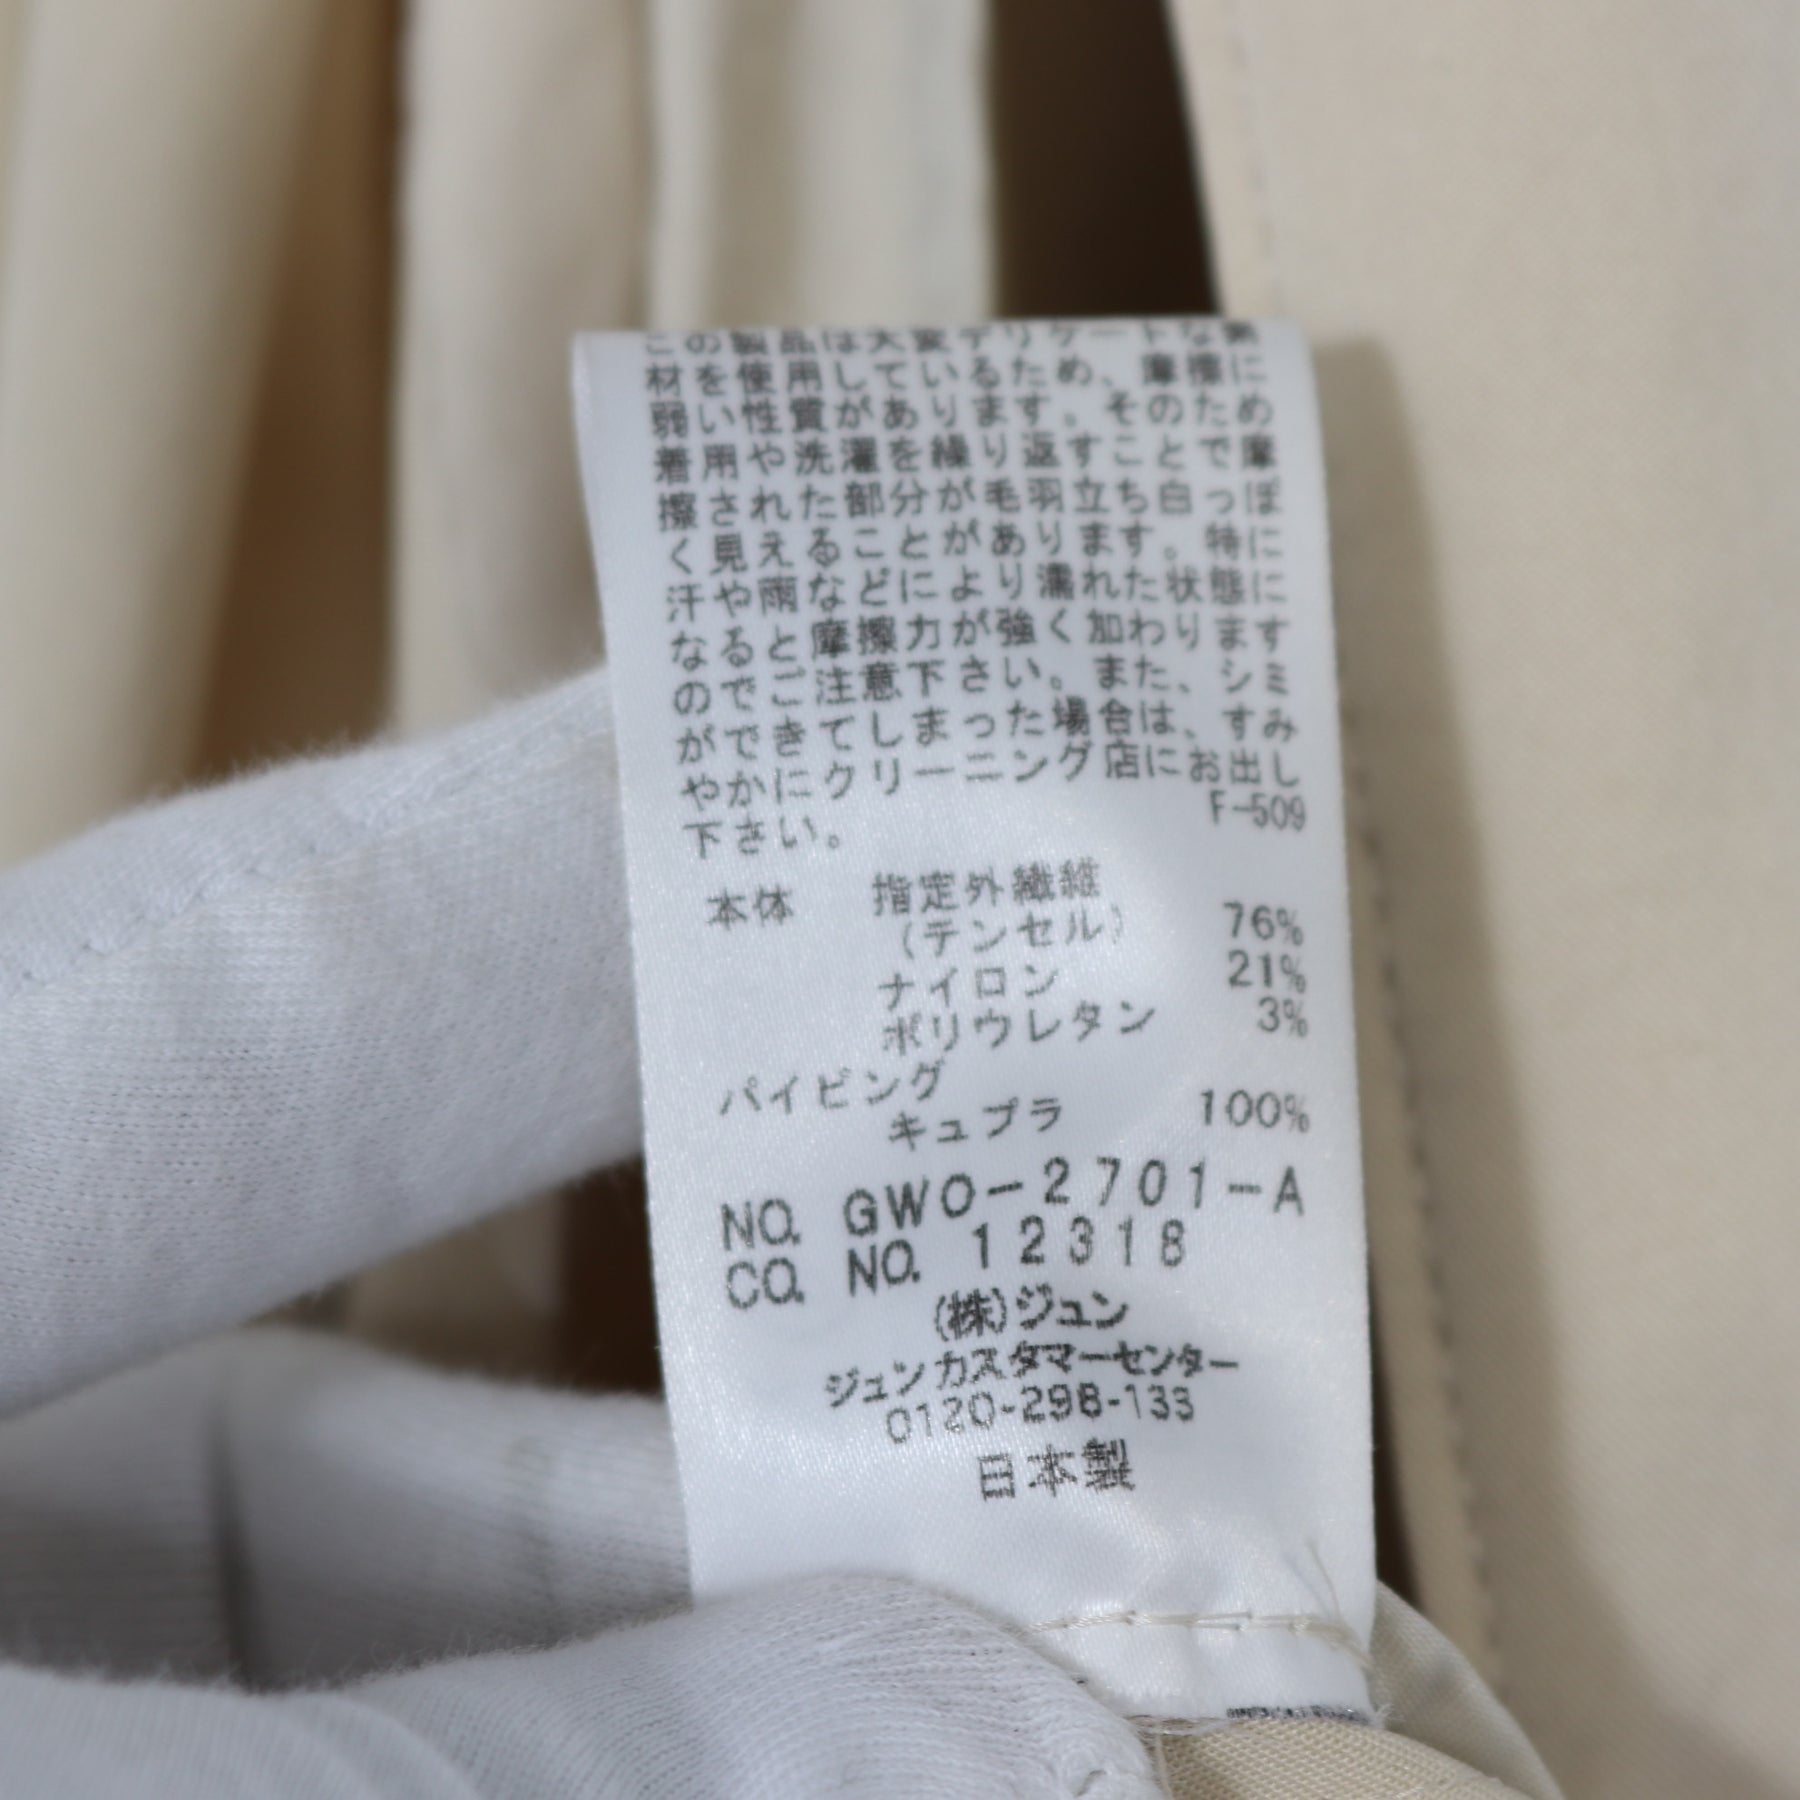 この製品は大変デリケートな素
材を使用しているため、摩擦に
弱い性質があります。そのため
着用や洗濯を繰り返すことで摩
擦された部分が毛羽立ち白っぽ
く見えることがあります。特に
汗や雨などにより濡れた状態に
なると摩擦力が強く加わります
のでご注意下さい。また、シミ
ができてしまった場合は、すみ
やかにクリーニング店にお出し
下さい。 F-509
本体 指定外繊維
(テンセル) 76%
ナイロン 21%
ポリウレタン 3%
パイピング
キュプラ 100%
NO. GWO-2701-A
CO. NO. 12318
(株)ジュン
ジュンカスタマーセンター
0120-298-133
日本製